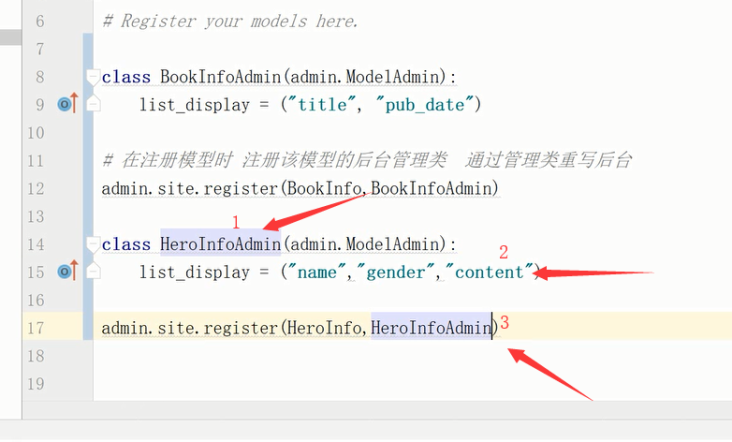 6 # Register your models here.
7
8 class BookInfoAdmin(admin.ModelAdmin):
9 list_display = ("title", "pub_date")
10
11 # 在注册模型时 注册该模型的后台管理类 通过管理类重写后台
12 admin.site.register(BookInfo,BookInfoAdmin)
13
1
14 class HeroInfoAdmin(admin.ModelAdmin):
2
15 list_display = ("name","gender","content")
16
17 admin.site.register(HeroInfo,HeroInfoAdmin)
3
18
19